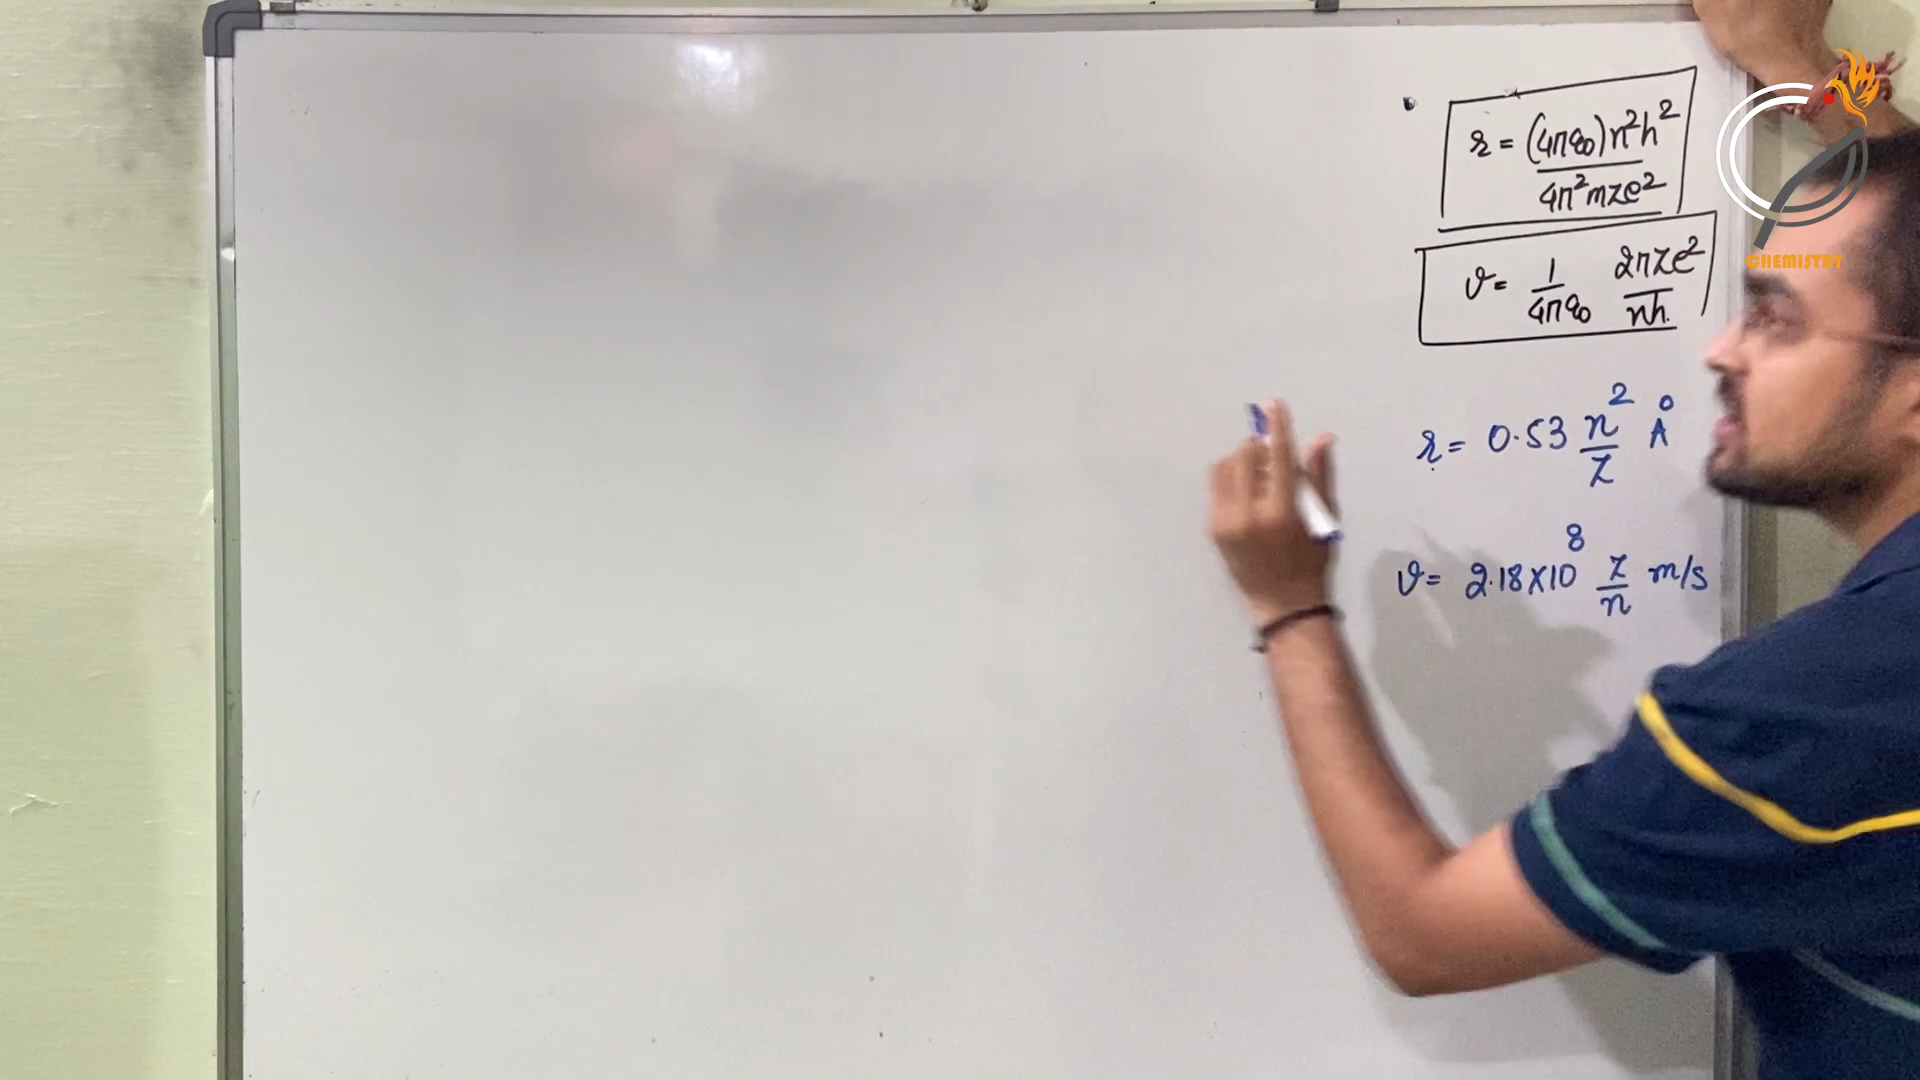 r = (4πε0)n²h² / 4π²mze²
v = 1/4πε0 2πze²/nh.
r = 0.53 n²/z Å
v = 2.18×10⁸ z/n m/s
CHEMISTRY